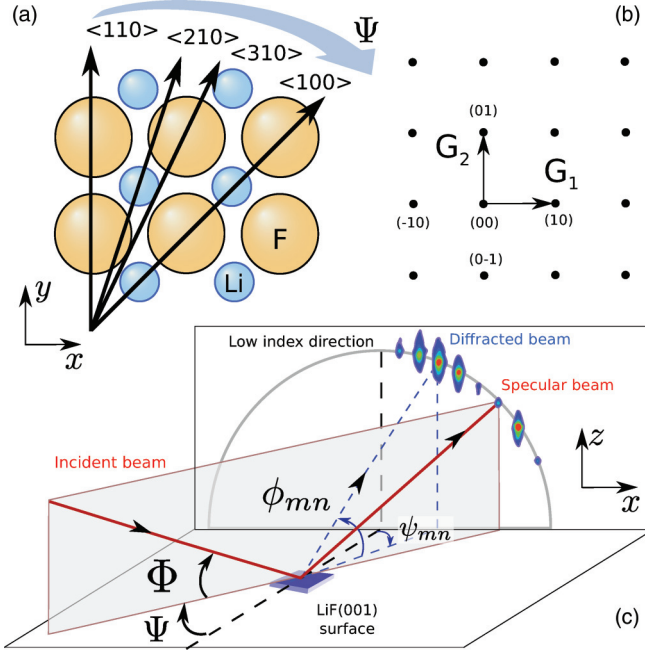 (a)
<110>
<210>
<310>
<100>
Ψ
F
Li
y
x
(b)
(01)
G₂
G₁
(-10)
(00)
(10)
(0-1)
Low index direction
Diffracted beam
Specular beam
Incident beam
z
x
ϕₘₙ
ψₘₙ
Φ
Ψ
LiF(001)
surface
(c)